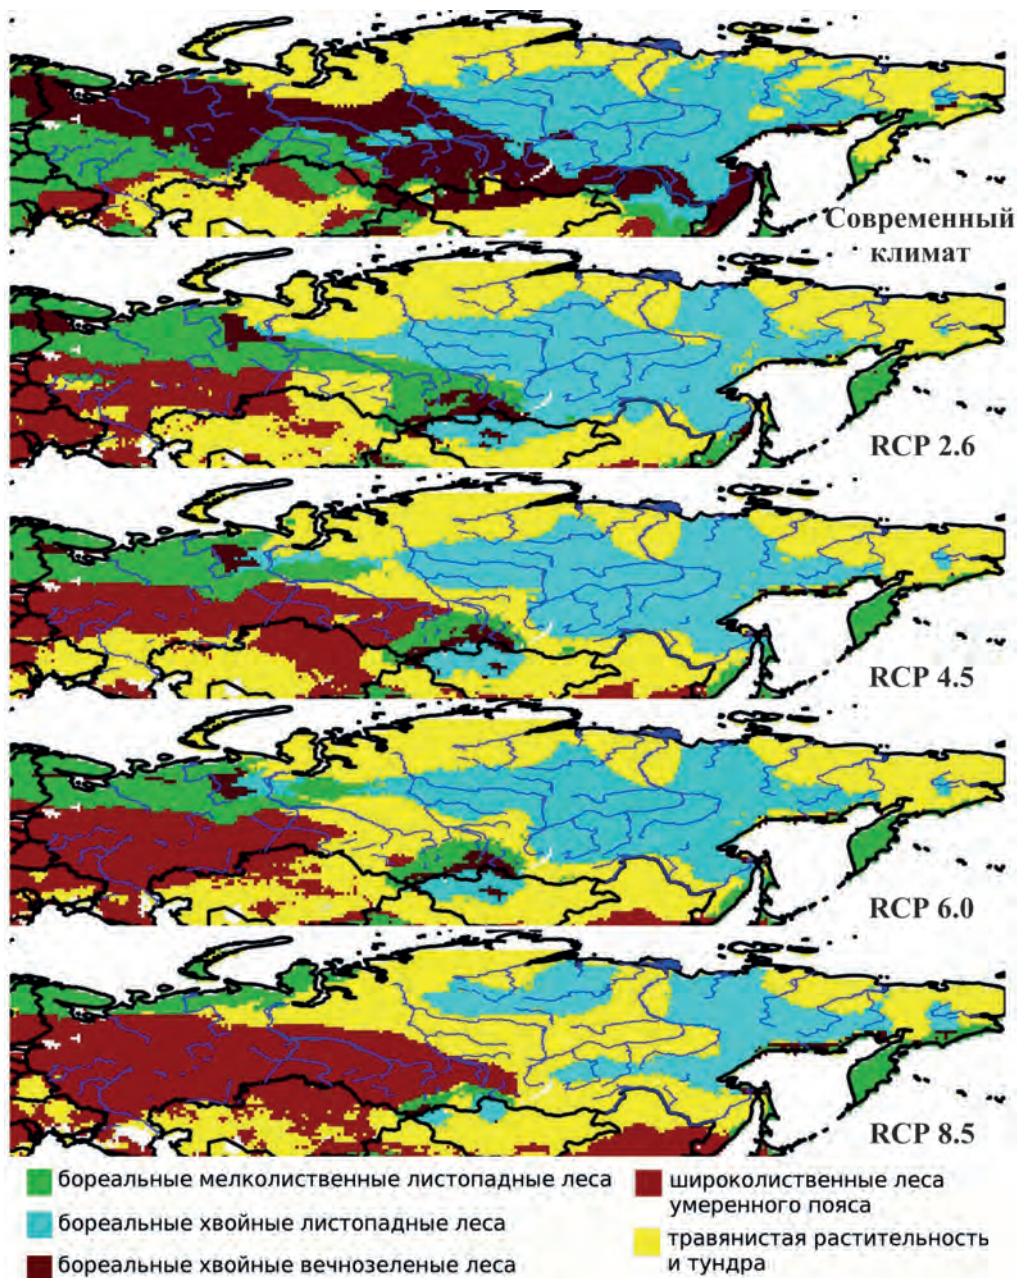 Современный
климат
RCP 2.6
RCP 4.5
RCP 6.0
RCP 8.5
бореальные мелколиственные листопадные леса
бореальные хвойные листопадные леса
бореальные хвойные вечнозеленые леса
широколиственные леса
умеренного пояса
травянистая растительность
и тундра